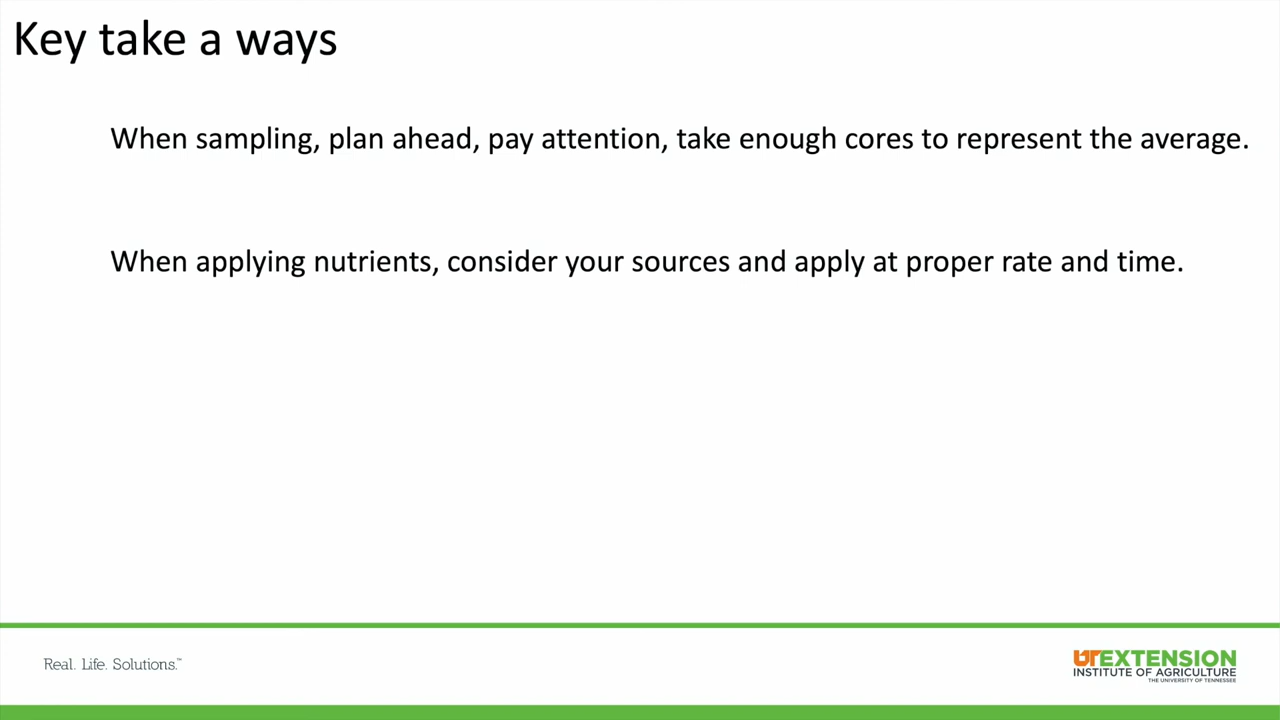 Key take a ways
When sampling, plan ahead, pay attention, take enough cores to represent the average.
When applying nutrients, consider your sources and apply at proper rate and time.
Real. Life. Solutions.™
UT EXTENSION
INSTITUTE OF AGRICULTURE
THE UNIVERSITY OF TENNESSEE